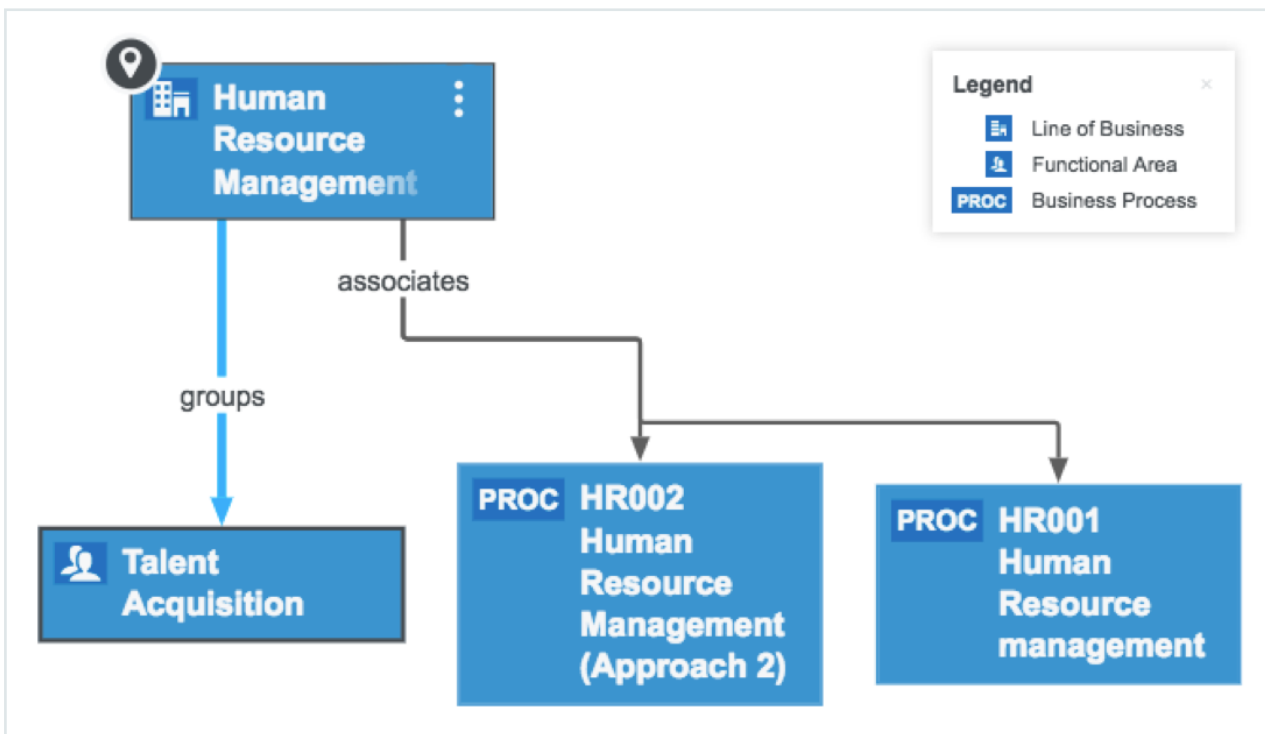 Human
Resource
Management
Legend
×
Line of Business
Functional Area
PROC Business Process
associates
groups
Talent
Acquisition
PROC HR002
Human
Resource
Management
(Approach 2)
PROC HR001
Human
Resource
management